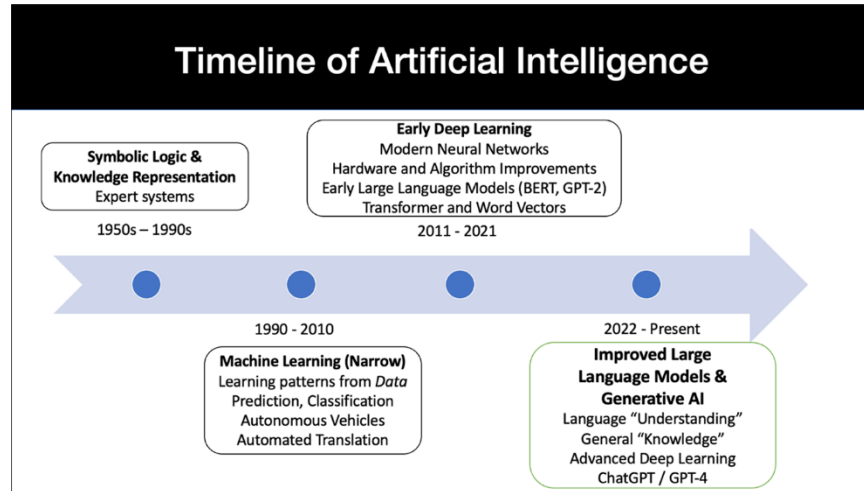 Timeline of Artificial Intelligence
Symbolic Logic &
Knowledge Representation
Expert systems
1950s – 1990s
Early Deep Learning
Modern Neural Networks
Hardware and Algorithm Improvements
Early Large Language Models (BERT, GPT-2)
Transformer and Word Vectors
2011 - 2021
1990 - 2010
Machine Learning (Narrow)
Learning patterns from Data
Prediction, Classification
Autonomous Vehicles
Automated Translation
2022 - Present
Improved Large
Language Models &
Generative AI
Language “Understanding”
General “Knowledge”
Advanced Deep Learning
ChatGPT / GPT-4